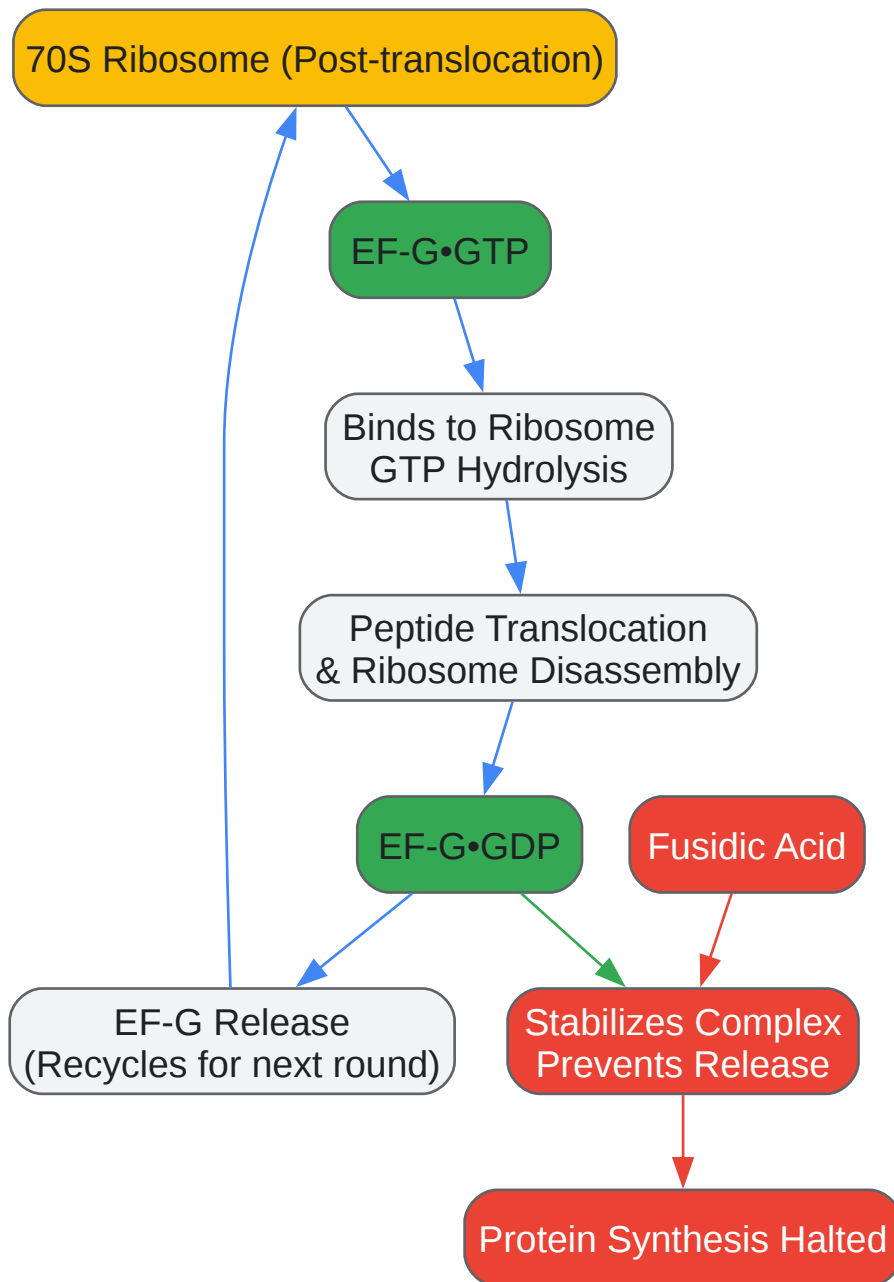 70S Ribosome (Post-translocation)
EF-G•GTP
Binds to Ribosome
GTP Hydrolysis
Peptide Translocation
& Ribosome Disassembly
EF-G•GDP
Fusidic Acid
EF-G Release
(Recycles for next round)
Stabilizes Complex
Prevents Release
Protein Synthesis Halted